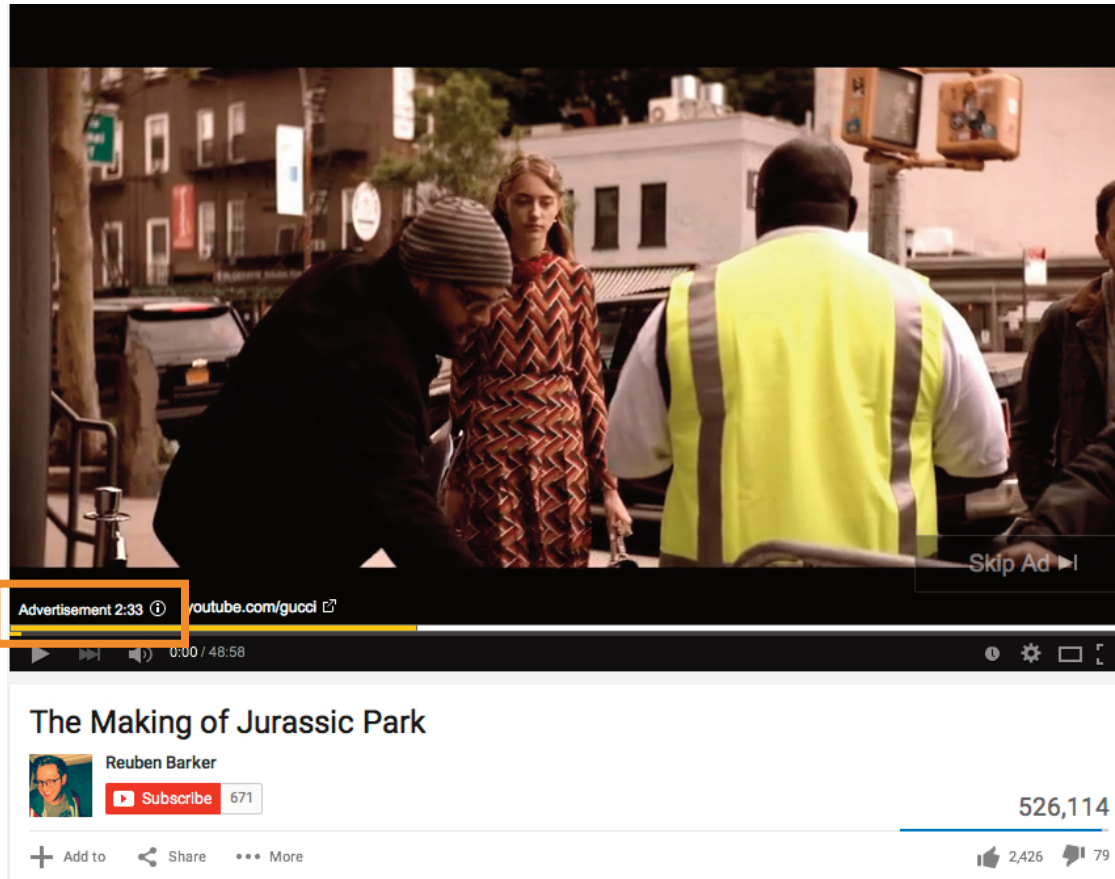 Skip Ad
Advertisement 2:33 youtube.com/gucci
0:00 / 48:58
The Making of Jurassic Park
Reuben Barker
Subscribe 671
526,114
Add to Share More
2,426 79